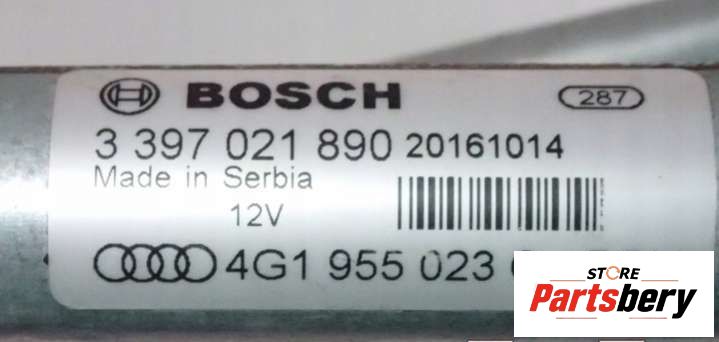 BOSCH 287
3 397 021 890 20161014
Made in Serbia
12V
4G1 955 023
STORE
Partsbery